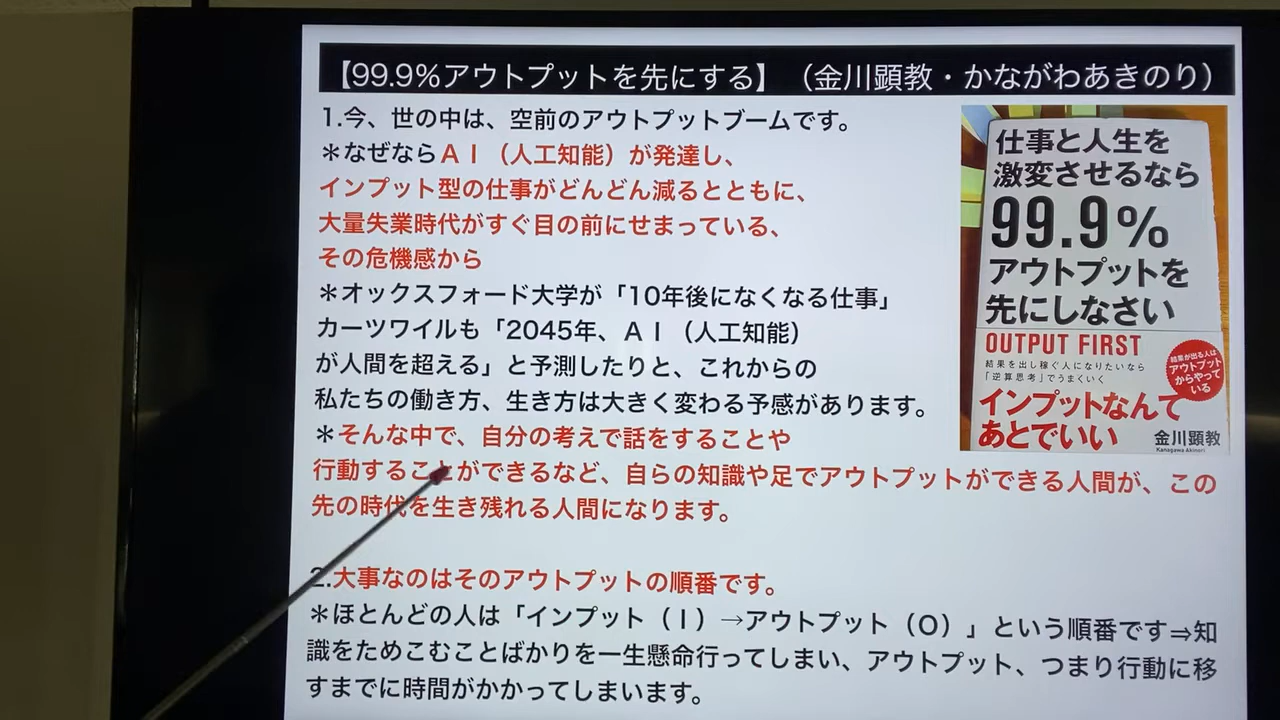 【99.9%アウトプットを先にする】（金川顕教・かながわあきのり）
1.今、世の中は、空前のアウトプットブームです。
＊なぜならＡＩ（人工知能）が発達し、
インプット型の仕事がどんどん減るとともに、
大量失業時代がすぐ目の前にせまっている、
その危機感から
＊オックスフォード大学が「10年後になくなる仕事」
カーツワイルも「2045年、ＡＩ（人工知能）
が人間を超える」と予測したりと、これからの
私たちの働き方、生き方は大きく変わる予感があります。
＊そんな中で、自分の考えで話をすることや
行動することができるなど、自らの知識や足でアウトプットができる人間が、この
先の時代を生き残れる人間になります。
2.大事なのはそのアウトプットの順番です。
＊ほとんどの人は「インプット（Ｉ）→アウトプット（Ｏ）」という順番です⇒知
識をためこむことばかりを一生懸命行ってしまい、アウトプット、つまり行動に移
すまでに時間がかかってしまいます。
仕事と人生を
激変させるなら
99.9%
アウトプットを
先にしなさい
OUTPUT FIRST
結果を出し稼ぐ人になりたいなら
「逆算思考」でうまくいく
結果が出る人は
アウトプット
からやって
いる
インプットなんて
あとでいい
金川顕教
Kanagawa Akinori